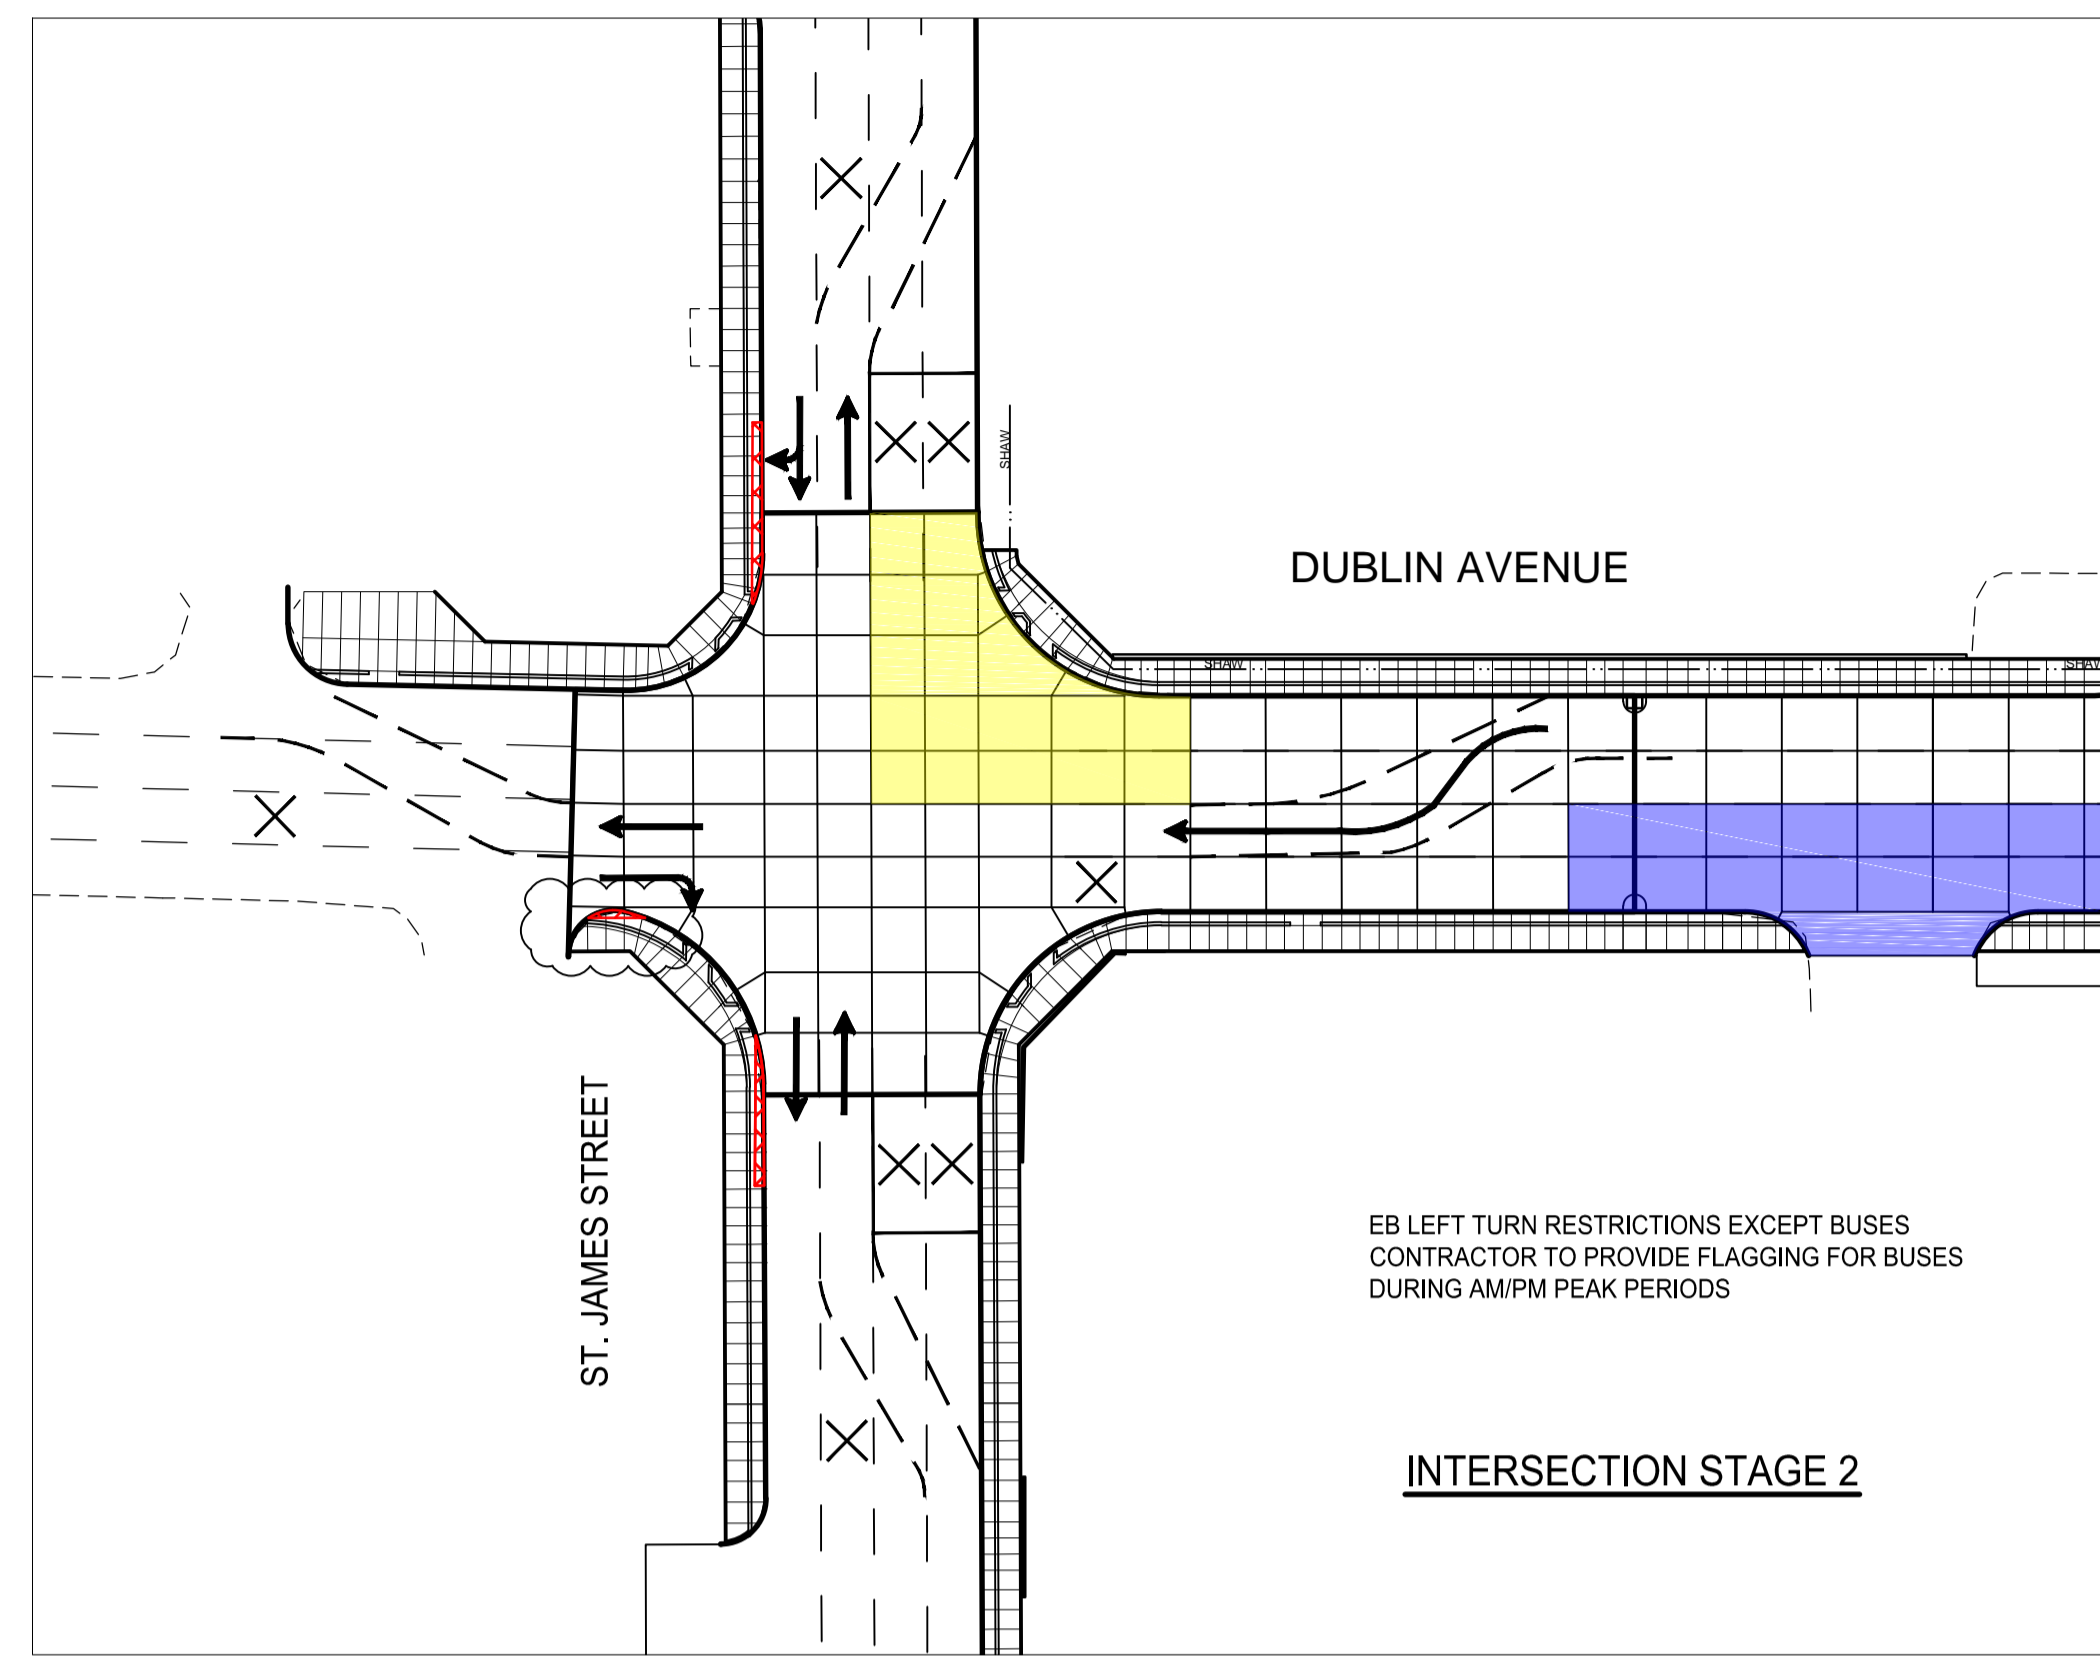 SHAW
DUBLIN AVENUE
SHAW
SHAW
ST. JAMES STREET
EB LEFT TURN RESTRICTIONS EXCEPT BUSES
CONTRACTOR TO PROVIDE FLAGGING FOR BUSES
DURING AM/PM PEAK PERIODS
INTERSECTION STAGE 2